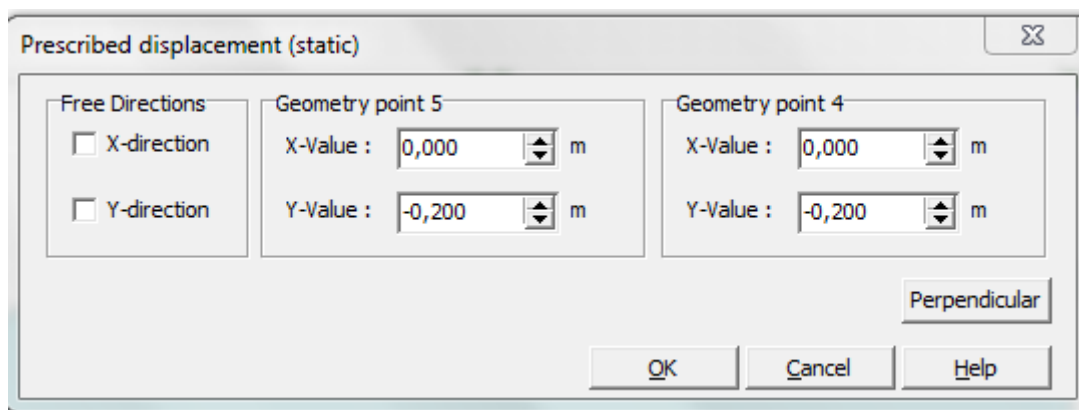 Prescribed displacement (static)
Free Directions
X-direction
Y-direction
Geometry point 5
X-Value : 0,000 m
Y-Value : -0,200 m
Geometry point 4
X-Value : 0,000 m
Y-Value : -0,200 m
Perpendicular
OK Cancel Help